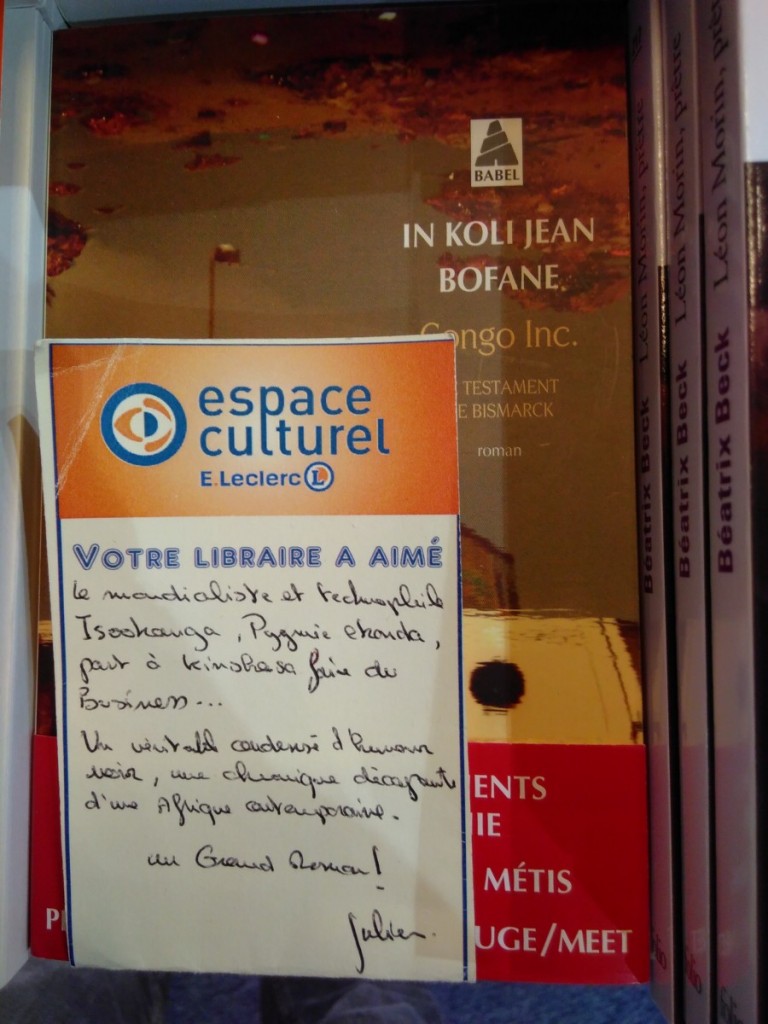 BABEL
IN KOLI JEAN
BOFANE
Congo Inc.
TESTAMENT
E BISMARCK
roman
espace
culturel
E.Leclerc L
VOTRE LIBRAIRE A AIMÉ
Le mondialiste et technophile
Isookanga, Pygmée ekonda,
part à Kinshasa faire du
Business...
Un véritable condensé d'humour
noir, une chronique décapante
d'une Afrique contemporaine.
un Grand Roman!
Julien.
ENTS
IE
MÉTIS
P
UGE/MEET
Béatrix Beck Léon Morin, prêtre
Béatrix Beck Léon Morin, prêtre
Béatrix Beck Léon Morin, prêtre
folio